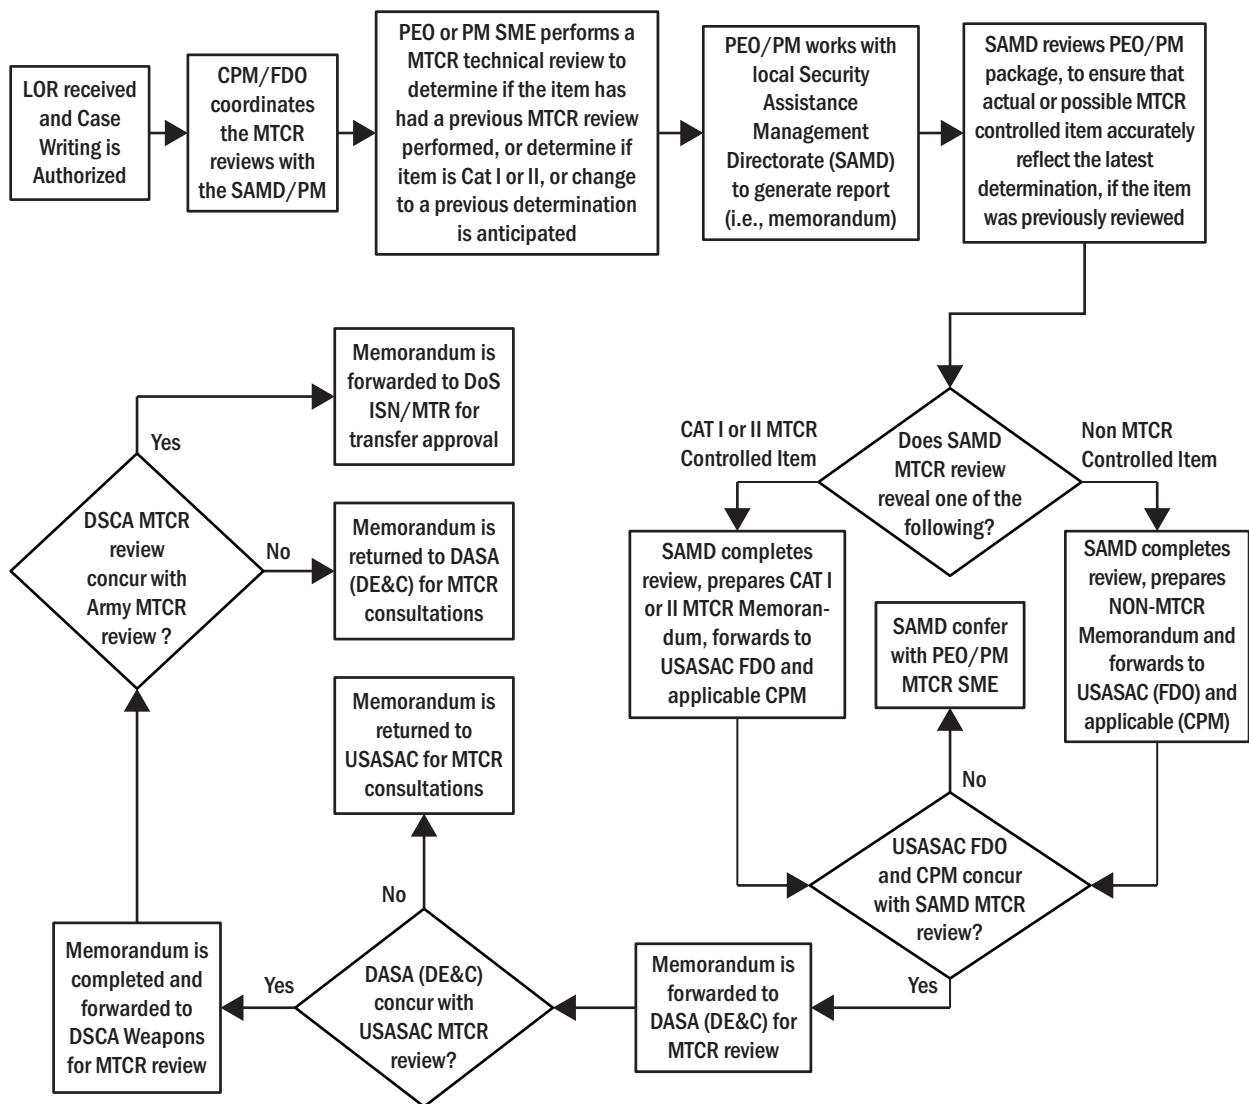 LOR received
and Case
Writing is
Authorized
CPM/FDO
coordinates
the MTCR
reviews with
the SAMD/PM
PEO or PM SME performs a
MTCR technical review to
determine if the item has
had a previous MTCR review
performed, or determine if
item is Cat I or II, or change
to a previous determination
is anticipated
PEO/PM works with
local Security
Assistance
Management
Directorate (SAMD)
to generate report
(i.e., memorandum)
SAMD reviews PEO/PM
package, to ensure that
actual or possible MTCR
controlled item accurately
reflect the latest
determination, if the item
was previously reviewed
Does SAMD
MTCR review
reveal one of the
following?
CAT I or II MTCR
Controlled Item
Non MTCR
Controlled Item
SAMD completes
review, prepares CAT I
or II MTCR Memoran-
dum, forwards to
USASAC FDO and
applicable CPM
SAMD completes
review, prepares
NON-MTCR
Memorandum and
forwards to
USASAC (FDO) and
applicable (CPM)
SAMD confer
with PEO/PM
MTCR SME
No
USASAC FDO
and CPM concur
with SAMD MTCR
review?
Yes
Memorandum is
forwarded to
DASA (DE&C) for
MTCR review
DASA (DE&C)
concur with
USASAC MTCR
review?
No
Memorandum is
returned to
USASAC for MTCR
consultations
Yes
Memorandum is
completed and
forwarded to
DSCA Weapons
for MTCR review
DSCA MTCR
review
concur with
Army MTCR
review ?
No
Memorandum is
returned to DASA
(DE&C) for MTCR
consultations
Yes
Memorandum is
forwarded to DoS
ISN/MTR for
transfer approval